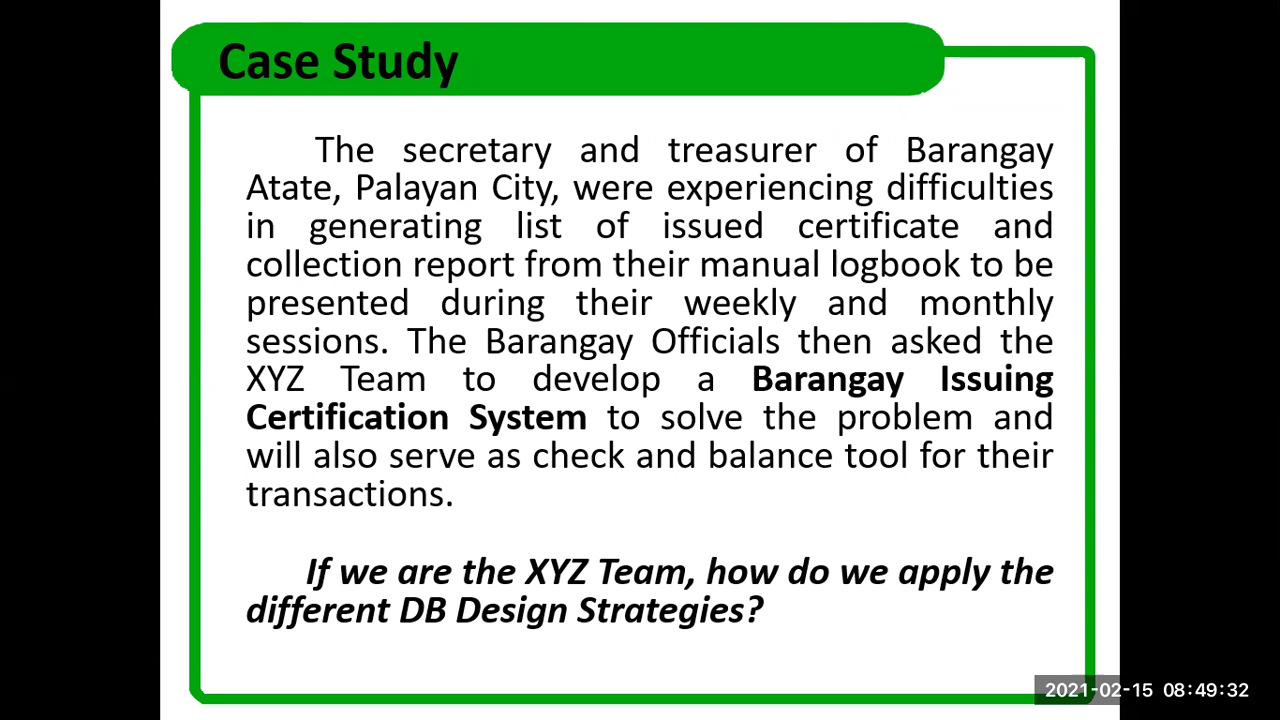 Case Study
The secretary and treasurer of Barangay
Atate, Palayan City, were experiencing difficulties
in generating list of issued certificate and
collection report from their manual logbook to be
presented during their weekly and monthly
sessions. The Barangay Officials then asked the
XYZ Team to develop a Barangay Issuing
Certification System to solve the problem and
will also serve as check and balance tool for their
transactions.
If we are the XYZ Team, how do we apply the
different DB Design Strategies?
2021-02-15 08:49:32